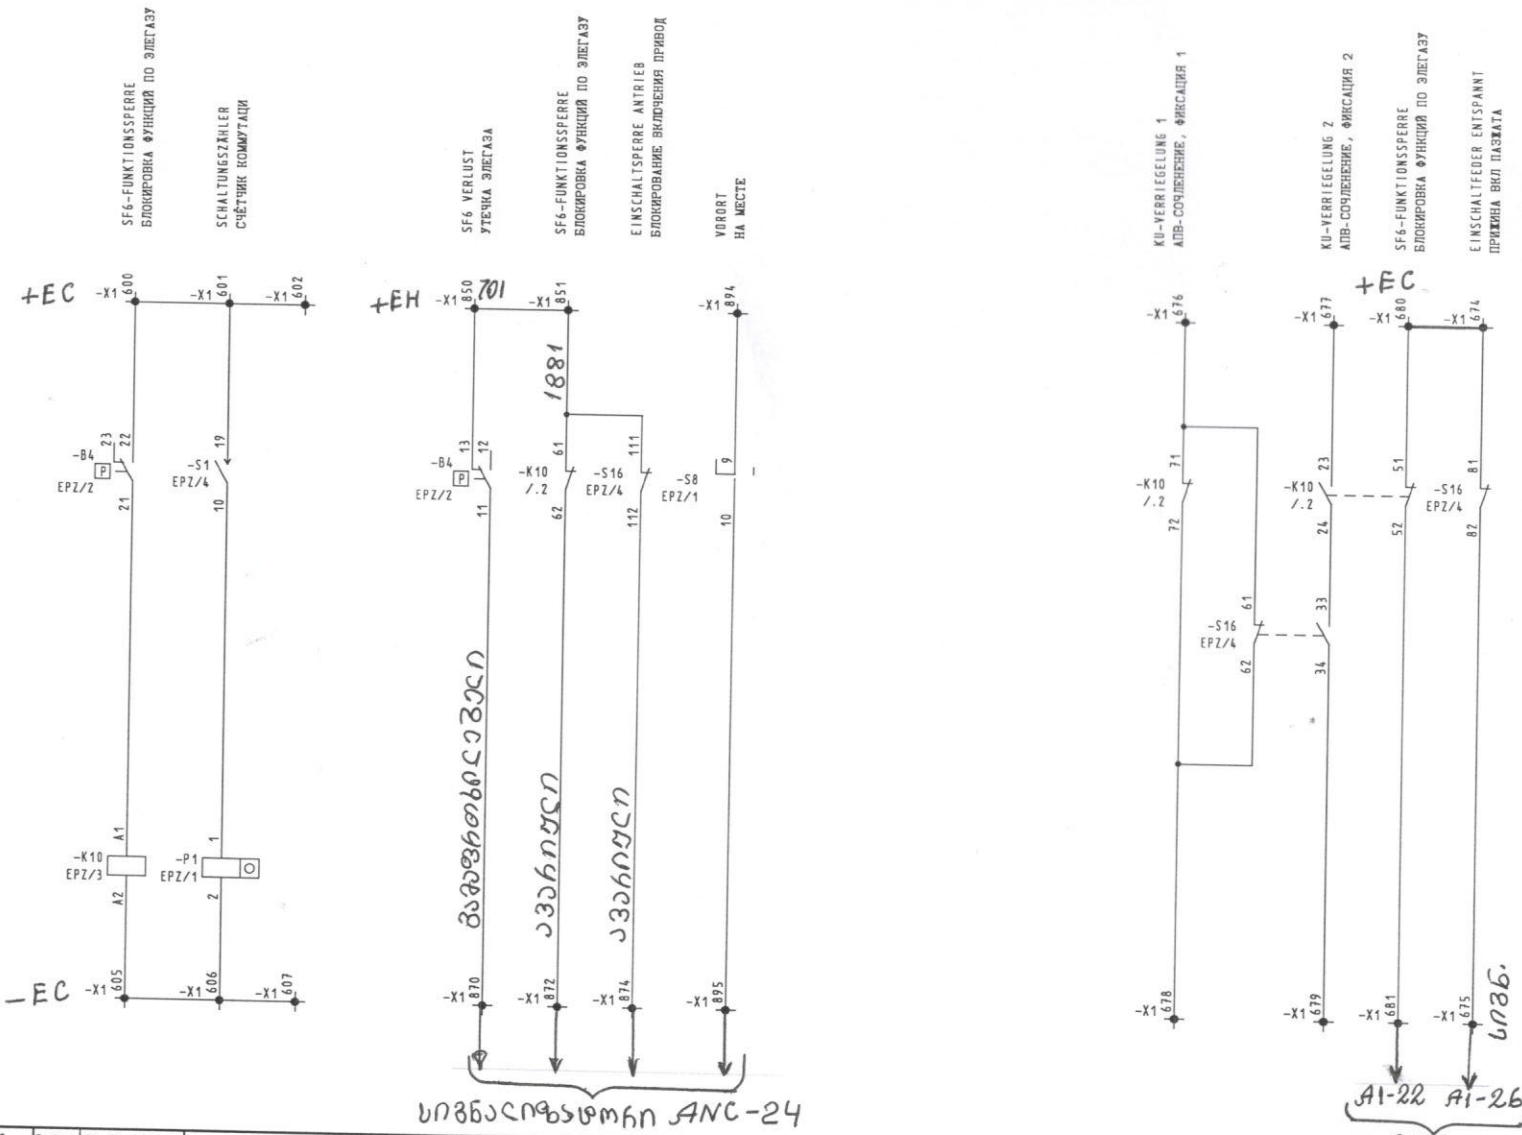 SF6-FUNKTIONSSPERRE
БЛОКИРОВКА ФУНКЦИЙ ПО ЭЛЕГАЗУ
SCHALTUNGSZÄHLER
СЧЁТЧИК КОММУТАЦИ
SF6 VERLUST
УТЕЧКА ЭЛЕГАЗА
SF6-FUNKTIONSSPERRE
БЛОКИРОВКА ФУНКЦИЙ ПО ЭЛЕГАЗУ
EINSCHALTSPERRE ANTRIEB
БЛОКИРОВАНИЕ ВКЛЮЧЕНИЯ ПРИВОД
VORORT
НА МЕСТЕ
KU-VERRIEGELUNG 1
АПВ-СОЧЛЕНЕНИЕ, ФИКСАЦИЯ 1
KU-VERRIEGELUNG 2
АПВ-СОЧЛЕНЕНИЕ, ФИКСАЦИЯ 2
SF6-FUNKTIONSSPERRE
БЛОКИРОВКА ФУНКЦИЙ ПО ЭЛЕГАЗУ
EINSCHALTFEDER ENTSPANNT
ПРУЖИНА ВКЛ ПАЗЖАТА
+EC
-X1 600
-X1 601
-X1 602
+EH
-X1 850
701
-X1 851
-X1 894
-X1 676
-X1 677
+EC
-X1 680
-X1 674
1881
23
22
-B4
P
EPZ/2
21
19
-S1
EPZ/4
10
13
12
-B4
P
EPZ/2
11
61
-K10
/.2
62
111
-S16
EPZ/4
112
9
-S8
EPZ/1
I
10
71
-K10
/.2
72
23
-K10
/.2
24
51
52
81
-S16
EPZ/4
82
61
-S16
EPZ/4
62
33
34
გამაფრთხილებელი
ავარიული
ავარიული
A1
-K10
EPZ/3
A2
1
-P1
EPZ/1
2
-EC
-X1 605
-X1 606
-X1 607
-X1 870
-X1 872
-X1 874
-X1 895
-X1 678
-X1 679
-X1 681
-X1 675
სიგნ.
სიგნალიზატორი ANC-24
A1-22
A1-26